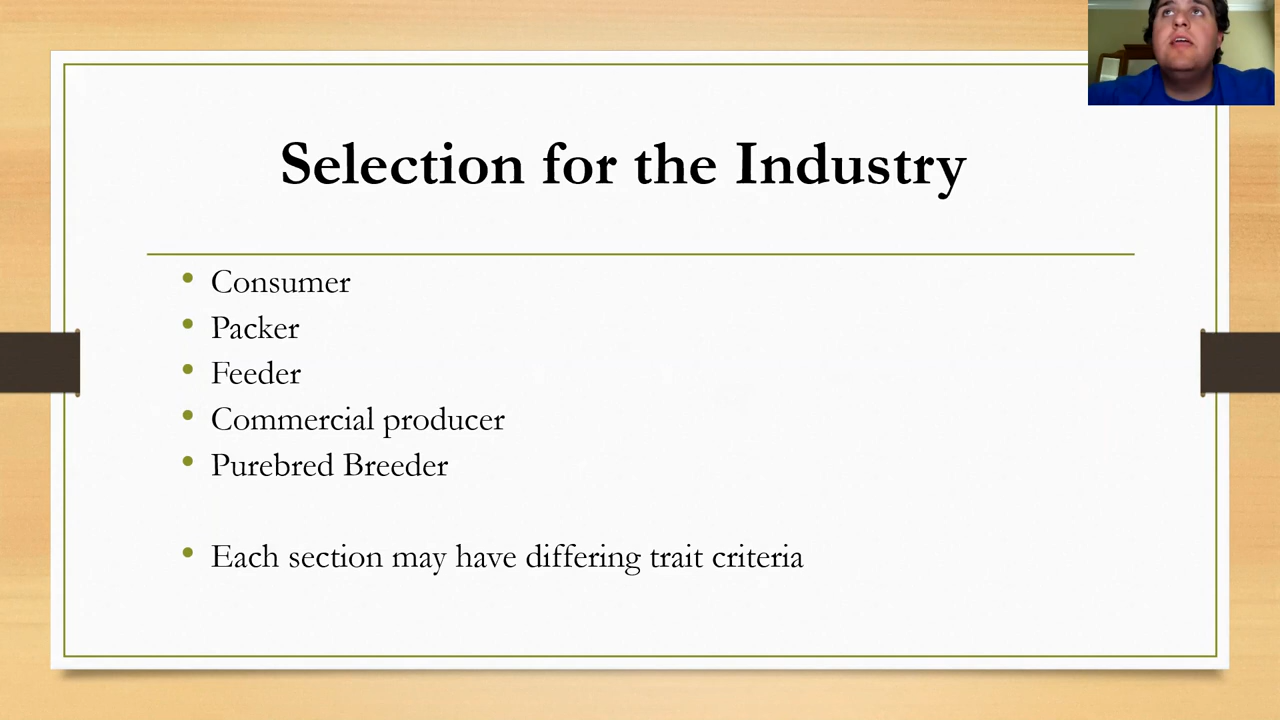 Selection for the Industry
Consumer
Packer
Feeder
Commercial producer
Purebred Breeder
Each section may have differing trait criteria